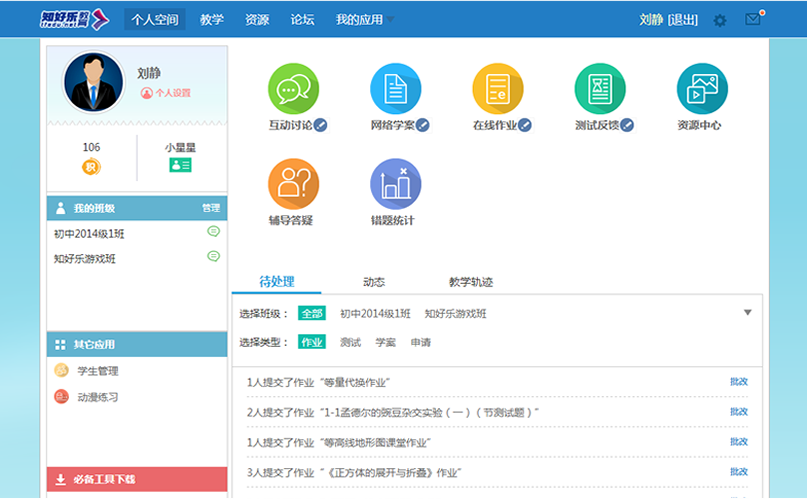 知好乐教网 个人空间 教学 资源 论坛 我的应用 刘静 [退出]
刘静
个人设置
106 小星星
积
我的班级 管理
初中2014级1班
知好乐游戏班
其它应用
学生管理
动漫练习
必备工具下载
互动讨论 网络学案 在线作业 测试反馈 资源中心
辅导答疑 错题统计
待处理 动态 教学轨迹
选择班级： 全部 初中2014级1班 知好乐游戏班
选择类型： 作业 测试 学案 申请
1人提交了作业“等量代换作业” 批改
2人提交了作业“1-1孟德尔的豌豆杂交实验（一）（节测试题）” 批改
1人提交了作业“等高线地形图课堂作业” 批改
3人提交了作业“《正方体的展开与折叠》作业” 批改